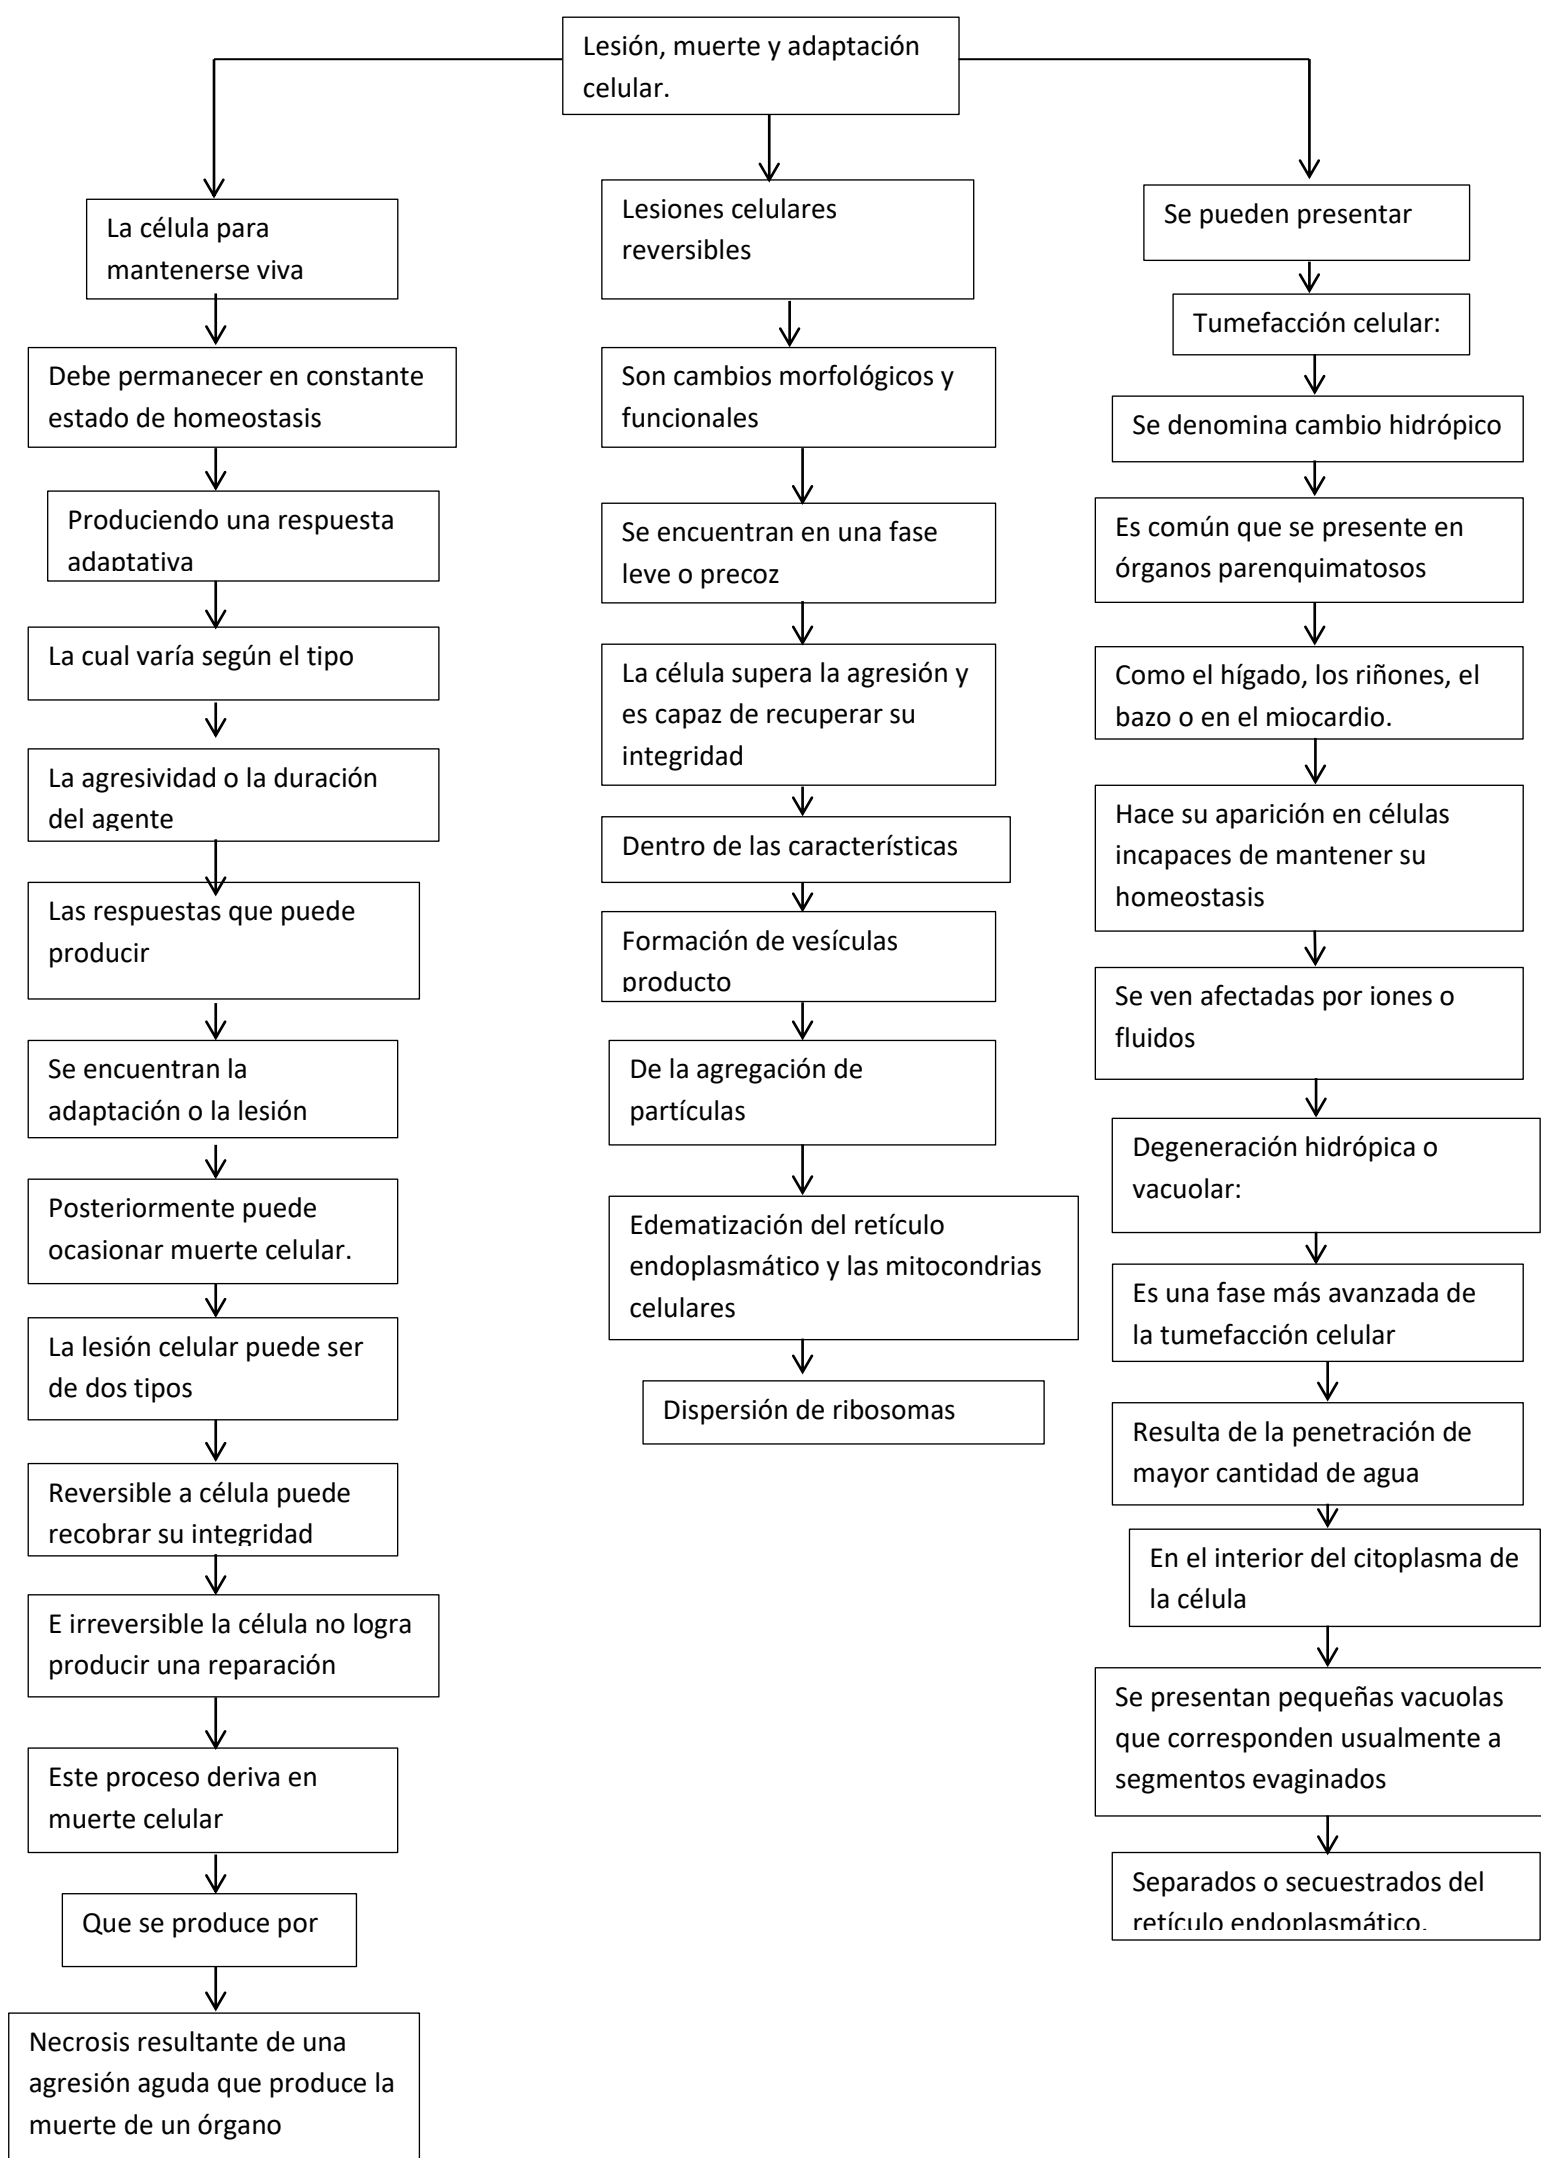 Lesión, muerte y adaptación
celular.
La célula para
mantenerse viva
Debe permanecer en constante
estado de homeostasis
Produciendo una respuesta
adaptativa
La cual varía según el tipo
La agresividad o la duración
del agente
Las respuestas que puede
producir
Se encuentran la
adaptación o la lesión
Posteriormente puede
ocasionar muerte celular.
La lesión celular puede ser
de dos tipos
Reversible a célula puede
recobrar su integridad
E irreversible la célula no logra
producir una reparación
Este proceso deriva en
muerte celular
Que se produce por
Necrosis resultante de una
agresión aguda que produce la
muerte de un órgano
Lesiones celulares
reversibles
Son cambios morfológicos y
funcionales
Se encuentran en una fase
leve o precoz
La célula supera la agresión y
es capaz de recuperar su
integridad
Dentro de las características
Formación de vesículas
producto
De la agregación de
partículas
Edematización del retículo
endoplasmático y las mitocondrias
celulares
Dispersión de ribosomas
Se pueden presentar
Tumefacción celular:
Se denomina cambio hidrópico
Es común que se presente en
órganos parenquimatosos
Como el hígado, los riñones, el
bazo o en el miocardio.
Hace su aparición en células
incapaces de mantener su
homeostasis
Se ven afectadas por iones o
fluidos
Degeneración hidrópica o
vacuolar:
Es una fase más avanzada de
la tumefacción celular
Resulta de la penetración de
mayor cantidad de agua
En el interior del citoplasma de
la célula
Se presentan pequeñas vacuolas
que corresponden usualmente a
segmentos evaginados
Separados o secuestrados del
retículo endoplasmático.